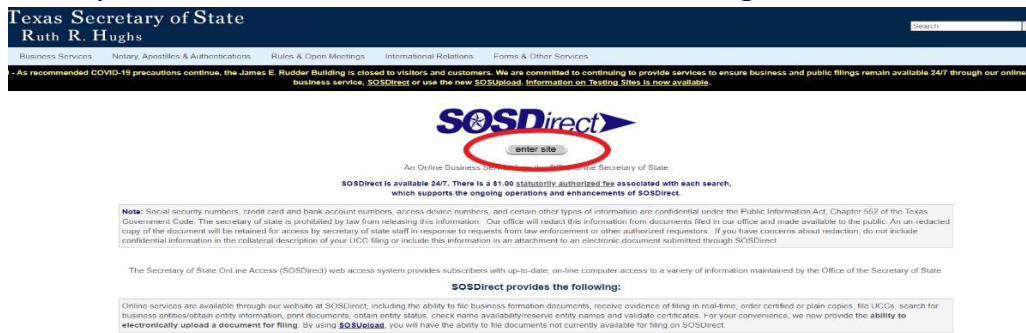 Texas Secretary of State
Ruth R. Hughs
Search
Business Services Notary, Apostilles & Authentications Rules & Open Meetings International Relations Forms & Other Services
- As recommended COVID-19 precautions continue, the James E. Rudder Building is closed to visitors and customers. We are committed to continuing to provide services to ensure business and public filings remain available 24/7 through our online
business service, SOSDirect or use the new SOSUpload. Information on Testing Sites is now available.
SOSDirect
enter site
An Online Business Secretary of State
SOSDirect is available 24/7. There is a $1.00 statutorily authorized fee associated with each search,
which supports the ongoing operations and enhancements of SOSDirect.
Note: Social security numbers, credit card and bank account numbers, access device numbers, and certain other types of information are confidential under the Public Information Act, Chapter 552 of the Texas
Government Code. The secretary of state is prohibited by law from releasing this information. Our office will redact this information from documents filed in our office and made available to the public. An un-redacted
copy of the document will be retained for access by secretary of state staff in response to requests from law enforcement or other authorized requestors. If you have concerns about redaction, do not include
confidential information in the collateral description of your UCC filing or include this information in an attachment to an electronic document submitted through SOSDirect.
The Secretary of State OnLine Access (SOSDirect) web access system provides subscribers with up-to-date, on-line computer access to a variety of information maintained by the Office of the Secretary of State
SOSDirect provides the following:
Online services are available through our website at SOSDirect, including the ability to file business formation documents, receive evidence of filing in real-time, order certified or plain copies, file UCCs, search for
business entities/obtain entity information, print documents, obtain entity status, check name availability/reserve entity names and validate certificates. For your convenience, we now provide the ability to
electronically upload a document for filing. By using SOSUpload, you will have the ability to file documents not currently available for filing on SOSDirect.